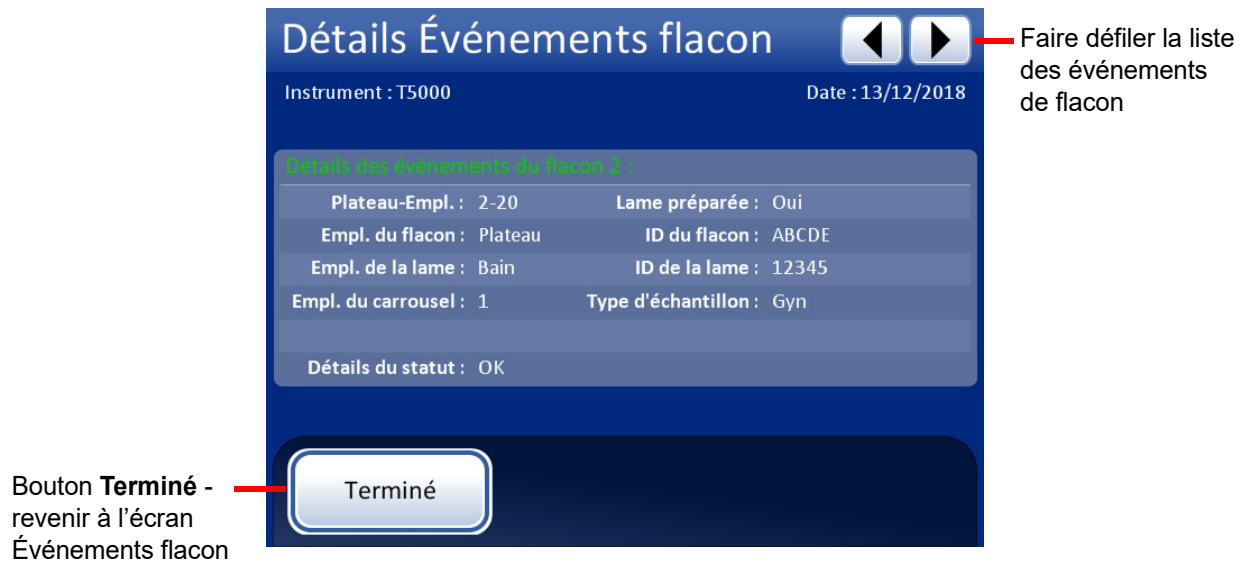 Détails Événements flacon
Faire défiler la liste
des événements
de flacon
Instrument : T5000 Date : 13/12/2018
Détails des événements du flacon 2 :
Plateau-Empl. : 2-20 Lame préparée : Oui
Empl. du flacon : Plateau ID du flacon : ABCDE
Empl. de la lame : Bain ID de la lame : 12345
Empl. du carrousel : 1 Type d'échantillon : Gyn
Détails du statut : OK
Bouton Terminé -
revenir à l’écran
Événements flacon
Terminé